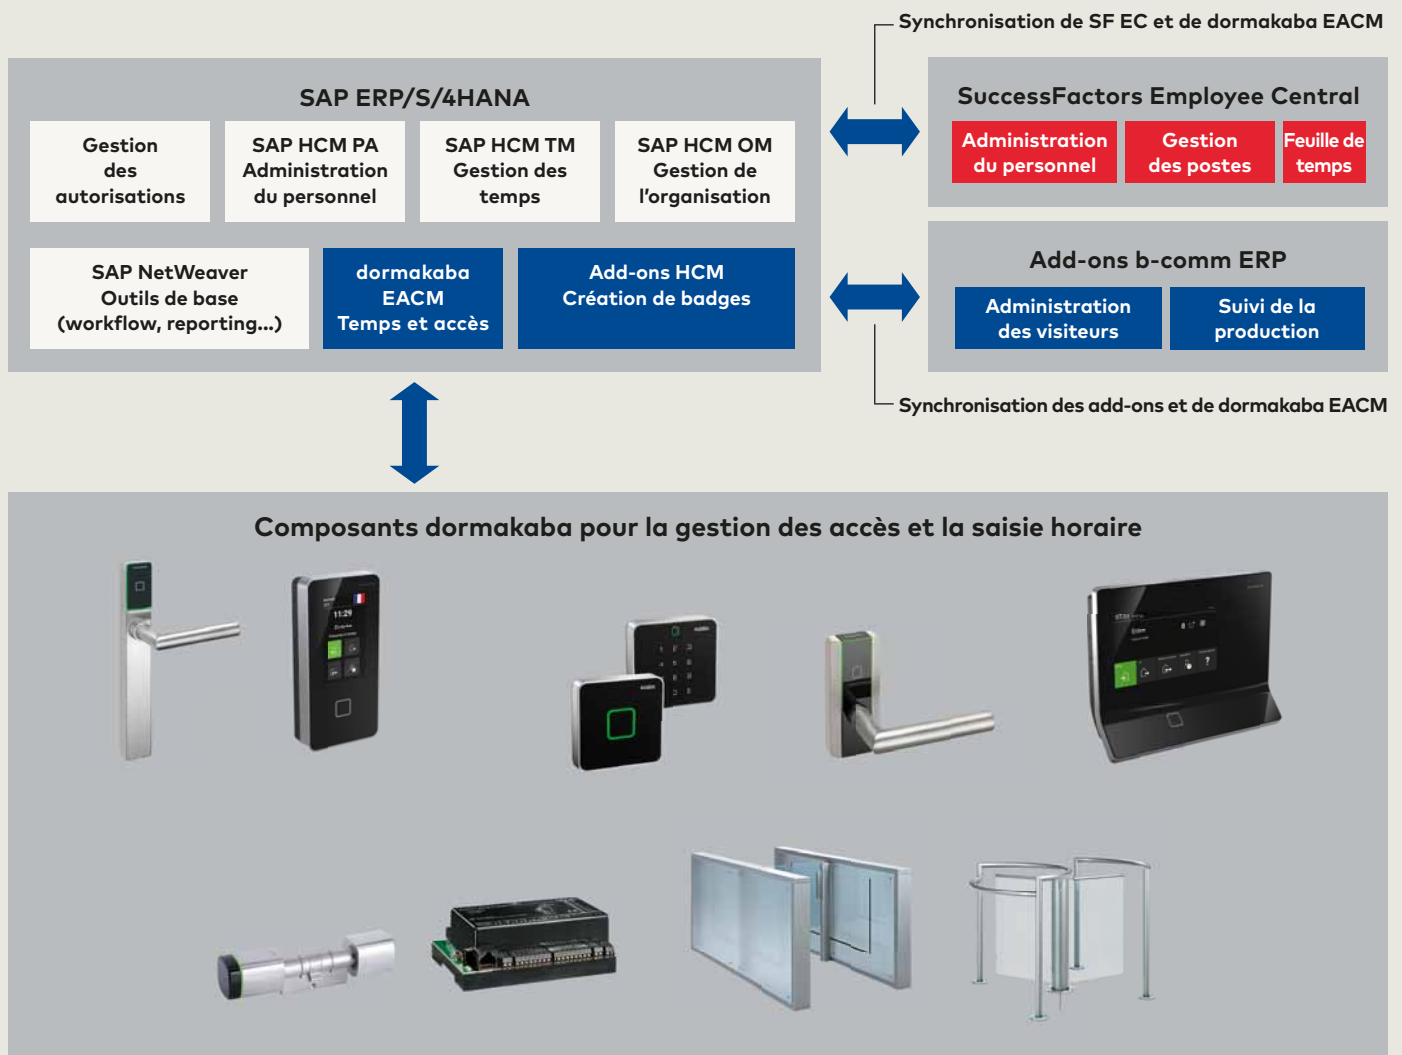 Synchronisation de SF EC et de dormakaba EACM
SAP ERP/S/4HANA
Gestion
des
autorisations
SAP HCM PA
Administration
du personnel
SAP HCM TM
Gestion des
temps
SAP HCM OM
Gestion de
l'organisation
SAP NetWeaver
Outils de base
(workflow, reporting...)
dormakaba
EACM
Temps et accès
Add-ons HCM
Création de badges
SuccessFactors Employee Central
Administration
du personnel
Gestion
des postes
Feuille de
temps
Add-ons b-comm ERP
Administration
des visiteurs
Suivi de la
production
Synchronisation des add-ons et de dormakaba EACM
Composants dormakaba pour la gestion des accès et la saisie horaire
11:29